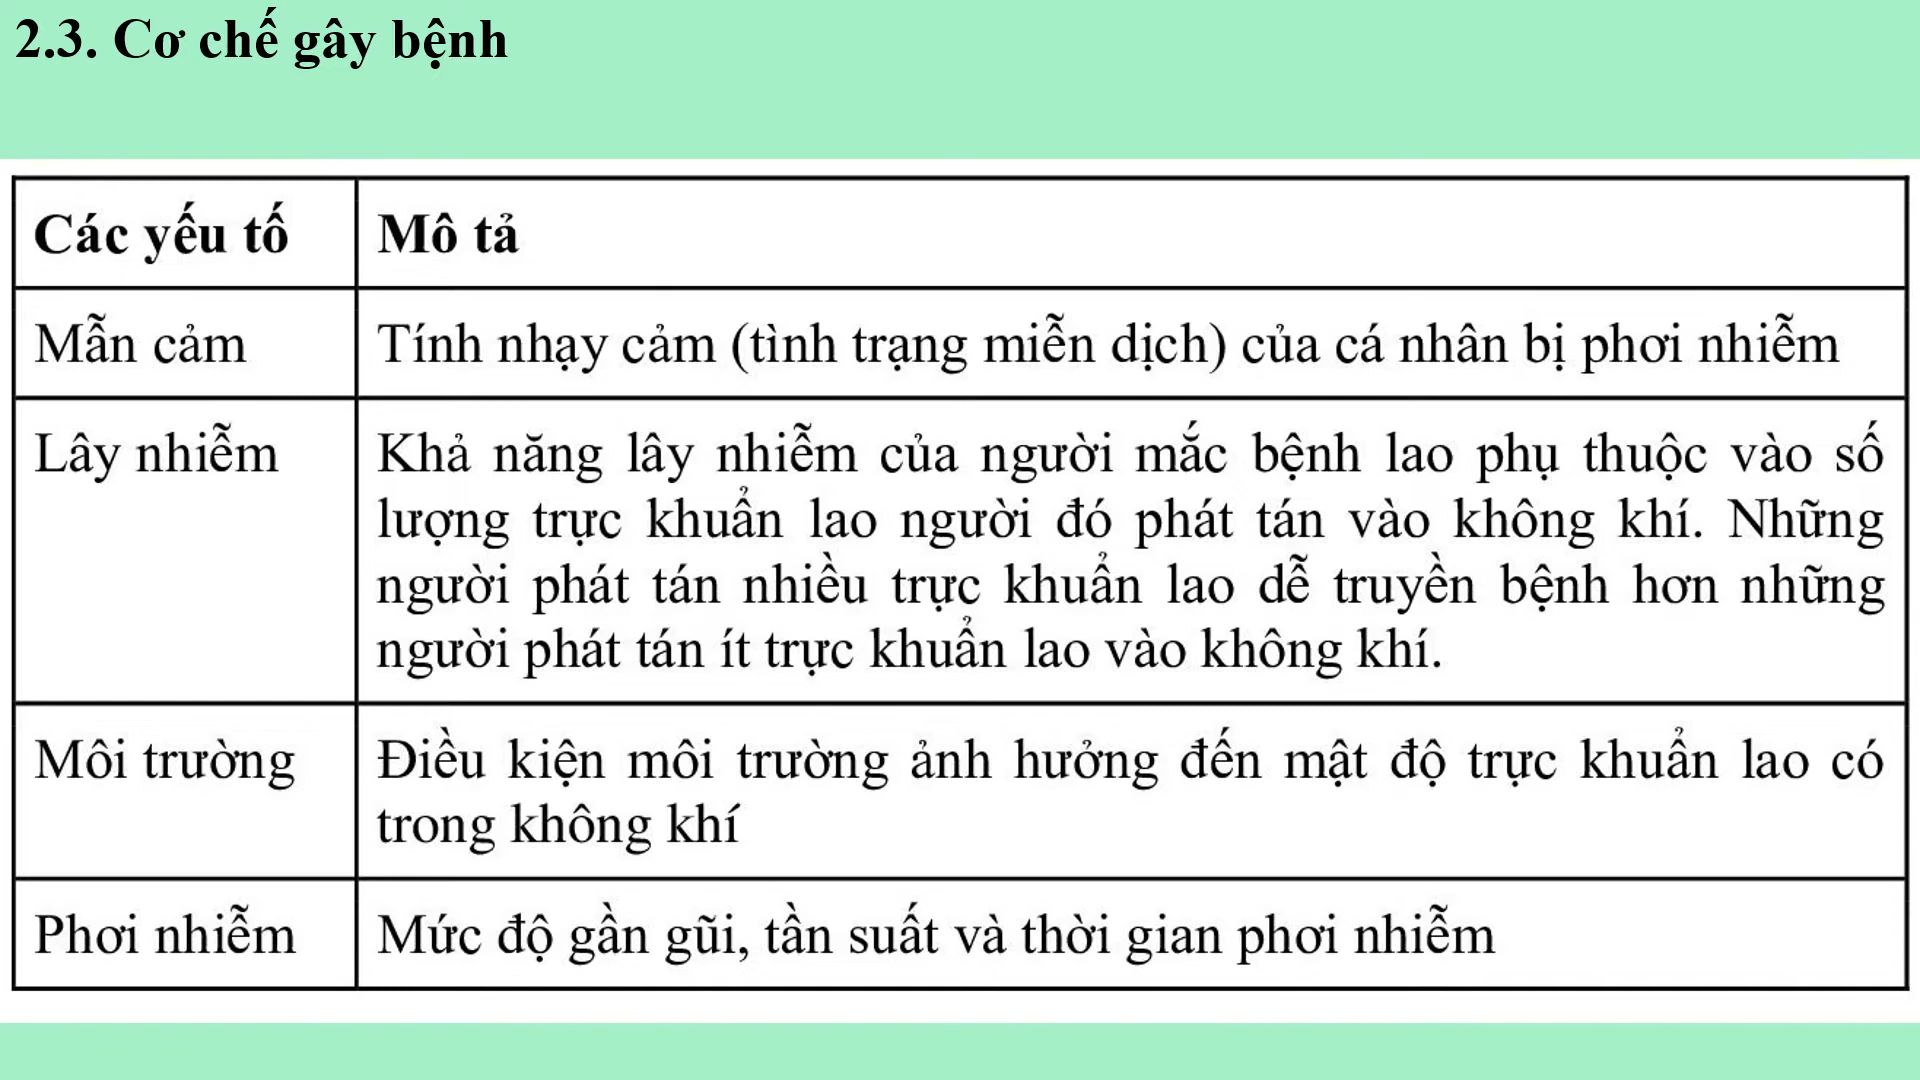 2.3. Cơ chế gây bệnh
Các yếu tố
Mô tả
Mẫn cảm
Tính nhạy cảm (tình trạng miễn dịch) của cá nhân bị phơi nhiễm
Lây nhiễm
Khả năng lây nhiễm của người mắc bệnh lao phụ thuộc vào số
lượng trực khuẩn lao người đó phát tán vào không khí. Những
người phát tán nhiều trực khuẩn lao dễ truyền bệnh hơn những
người phát tán ít trực khuẩn lao vào không khí.
Môi trường
Điều kiện môi trường ảnh hưởng đến mật độ trực khuẩn lao có
trong không khí
Phơi nhiễm
Mức độ gần gũi, tần suất và thời gian phơi nhiễm